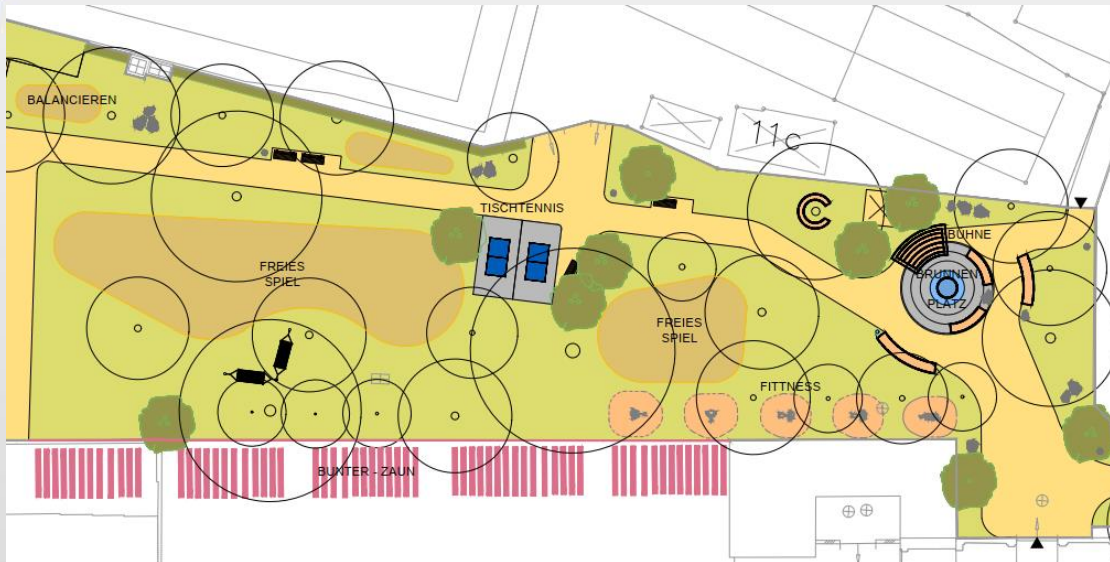 11c
BALANCIEREN
TISCHTENNIS
BÜHNE
FREIES
SPIEL
BRUNNEN
PLATZ
FREIES
SPIEL
FITTNESS
BUNTER - ZAUN